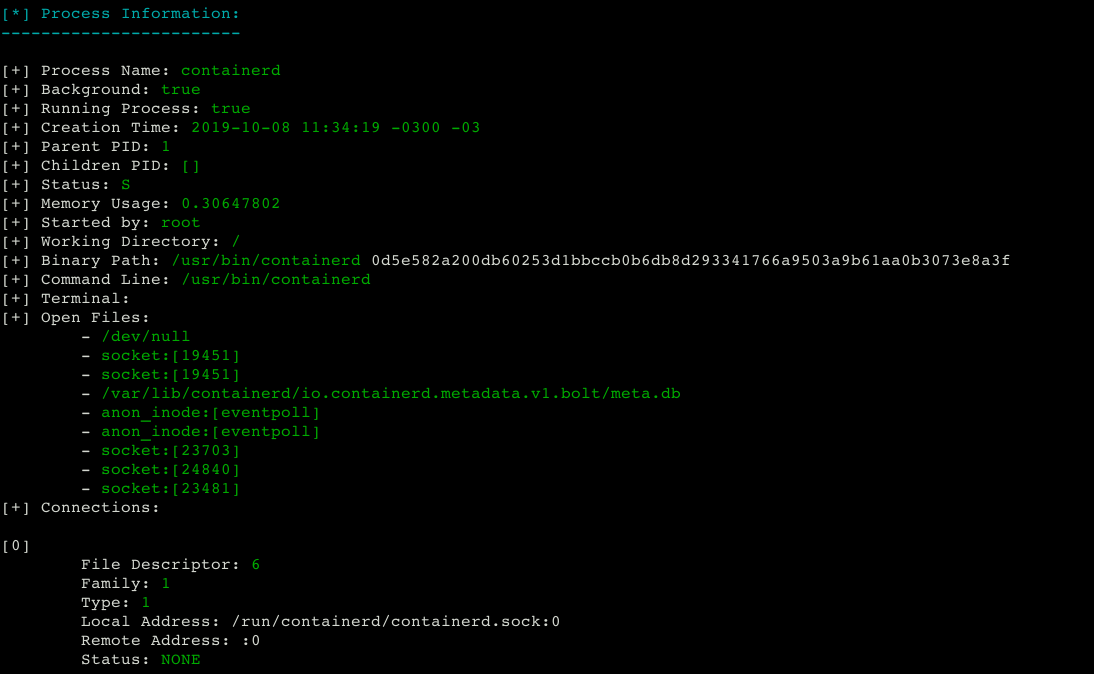 [*] Process Information:
------------------------
[+] Process Name: containerd
[+] Background: true
[+] Running Process: true
[+] Creation Time: 2019-10-08 11:34:19 -0300 -03
[+] Parent PID: 1
[+] Children PID: []
[+] Status: S
[+] Memory Usage: 0.30647802
[+] Started by: root
[+] Working Directory: /
[+] Binary Path: /usr/bin/containerd 0d5e582a200db60253d1bbccb0b6db8d293341766a9503a9b61aa0b3073e8a3f
[+] Command Line: /usr/bin/containerd
[+] Terminal:
[+] Open Files:
- /dev/null
- socket:[19451]
- socket:[19451]
- /var/lib/containerd/io.containerd.metadata.v1.bolt/meta.db
- anon_inode:[eventpoll]
- anon_inode:[eventpoll]
- socket:[23703]
- socket:[24840]
- socket:[23481]
[+] Connections:
[0]
File Descriptor: 6
Family: 1
Type: 1
Local Address: /run/containerd/containerd.sock:0
Remote Address: :0
Status: NONE